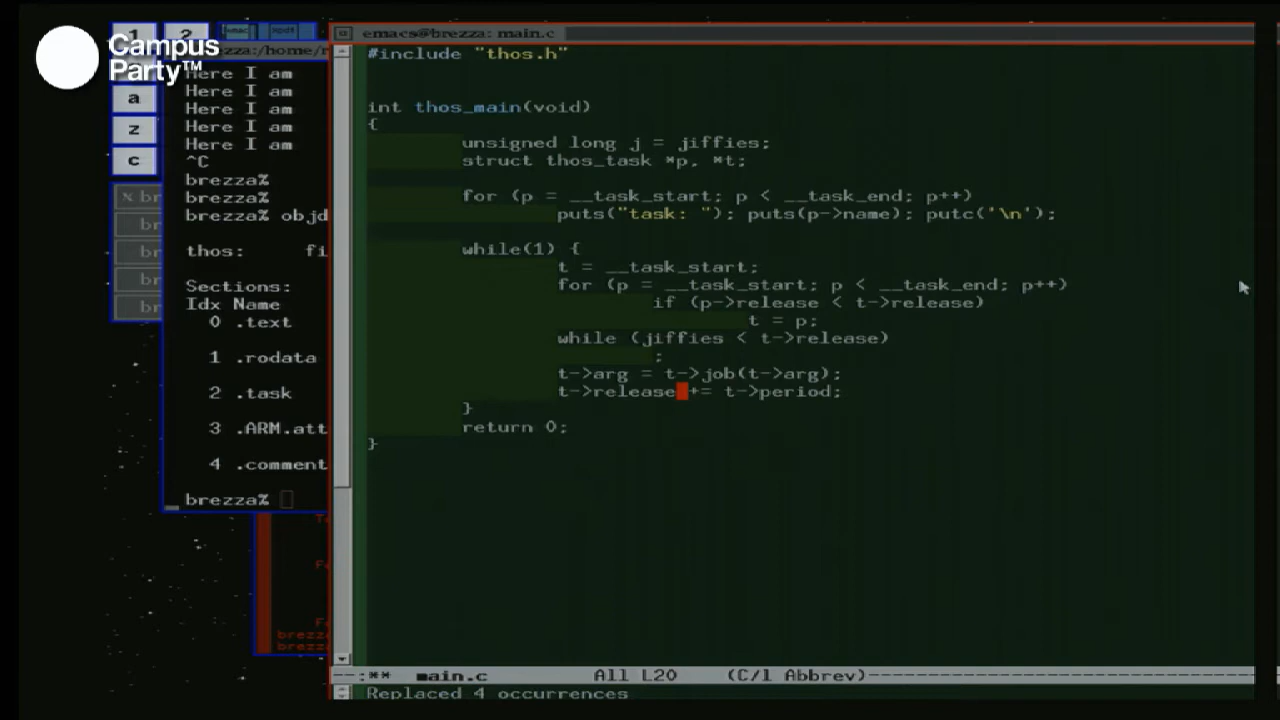 Campus
Party™
1
2
a
z
c
Here I am
Here I am
Here I am
Here I am
Here I am
^C
brezza%
brezza%
brezza% objd
thos: fi
Sections:
Idx Name
0 .text
1 .rodata
2 .task
3 .ARM.att
4 .comment
brezza%
emacs@brezza: main.c
#include "thos.h"
int thos_main(void)
{
unsigned long j = jiffies;
struct thos_task *p, *t;
for (p = __task_start; p < __task_end; p++)
puts("task: "); puts(p->name); putc('\n');
while(1) {
t = __task_start;
for (p = __task_start; p < __task_end; p++)
if (p->release < t->release)
t = p;
while (jiffies < t->release)
;
t->arg = t->job(t->arg);
t->release += t->period;
}
return 0;
}
--:** main.c All L20 (C/l Abbrev)
Replaced 4 occurrences